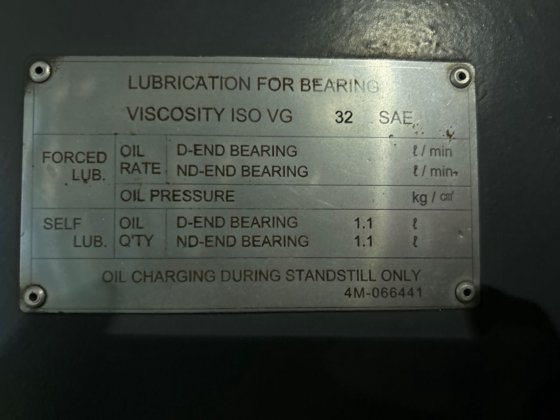 LUBRICATION FOR BEARING
VISCOSITY ISO VG 32 SAE
FORCED LUB. OIL RATE D-END BEARING ℓ / min
ND-END BEARING ℓ / min
OIL PRESSURE kg / ㎠
SELF LUB. OIL Q'TY D-END BEARING 1.1 ℓ
ND-END BEARING 1.1 ℓ
OIL CHARGING DURING STANDSTILL ONLY
4M-066441